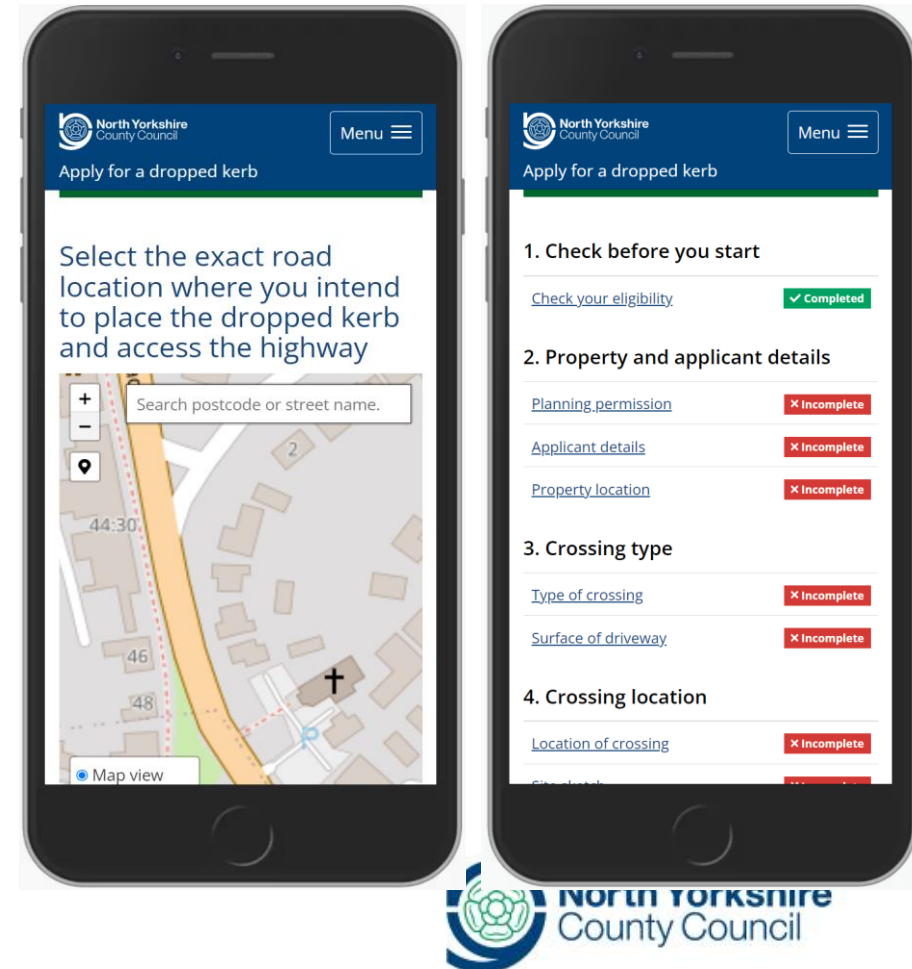 North Yorkshire
County Council
Menu
Apply for a dropped kerb
Select the exact road
location where you intend
to place the dropped kerb
and access the highway
+
Search postcode or street name.
−
2
44:30
46
48
P
Map view
North Yorkshire
County Council
Menu
Apply for a dropped kerb
1. Check before you start
Check your eligibility
✓ Completed
2. Property and applicant details
Planning permission
× Incomplete
Applicant details
× Incomplete
Property location
× Incomplete
3. Crossing type
Type of crossing
× Incomplete
Surface of driveway
× Incomplete
4. Crossing location
Location of crossing
× Incomplete
Site sketch
North Yorkshire
County Council